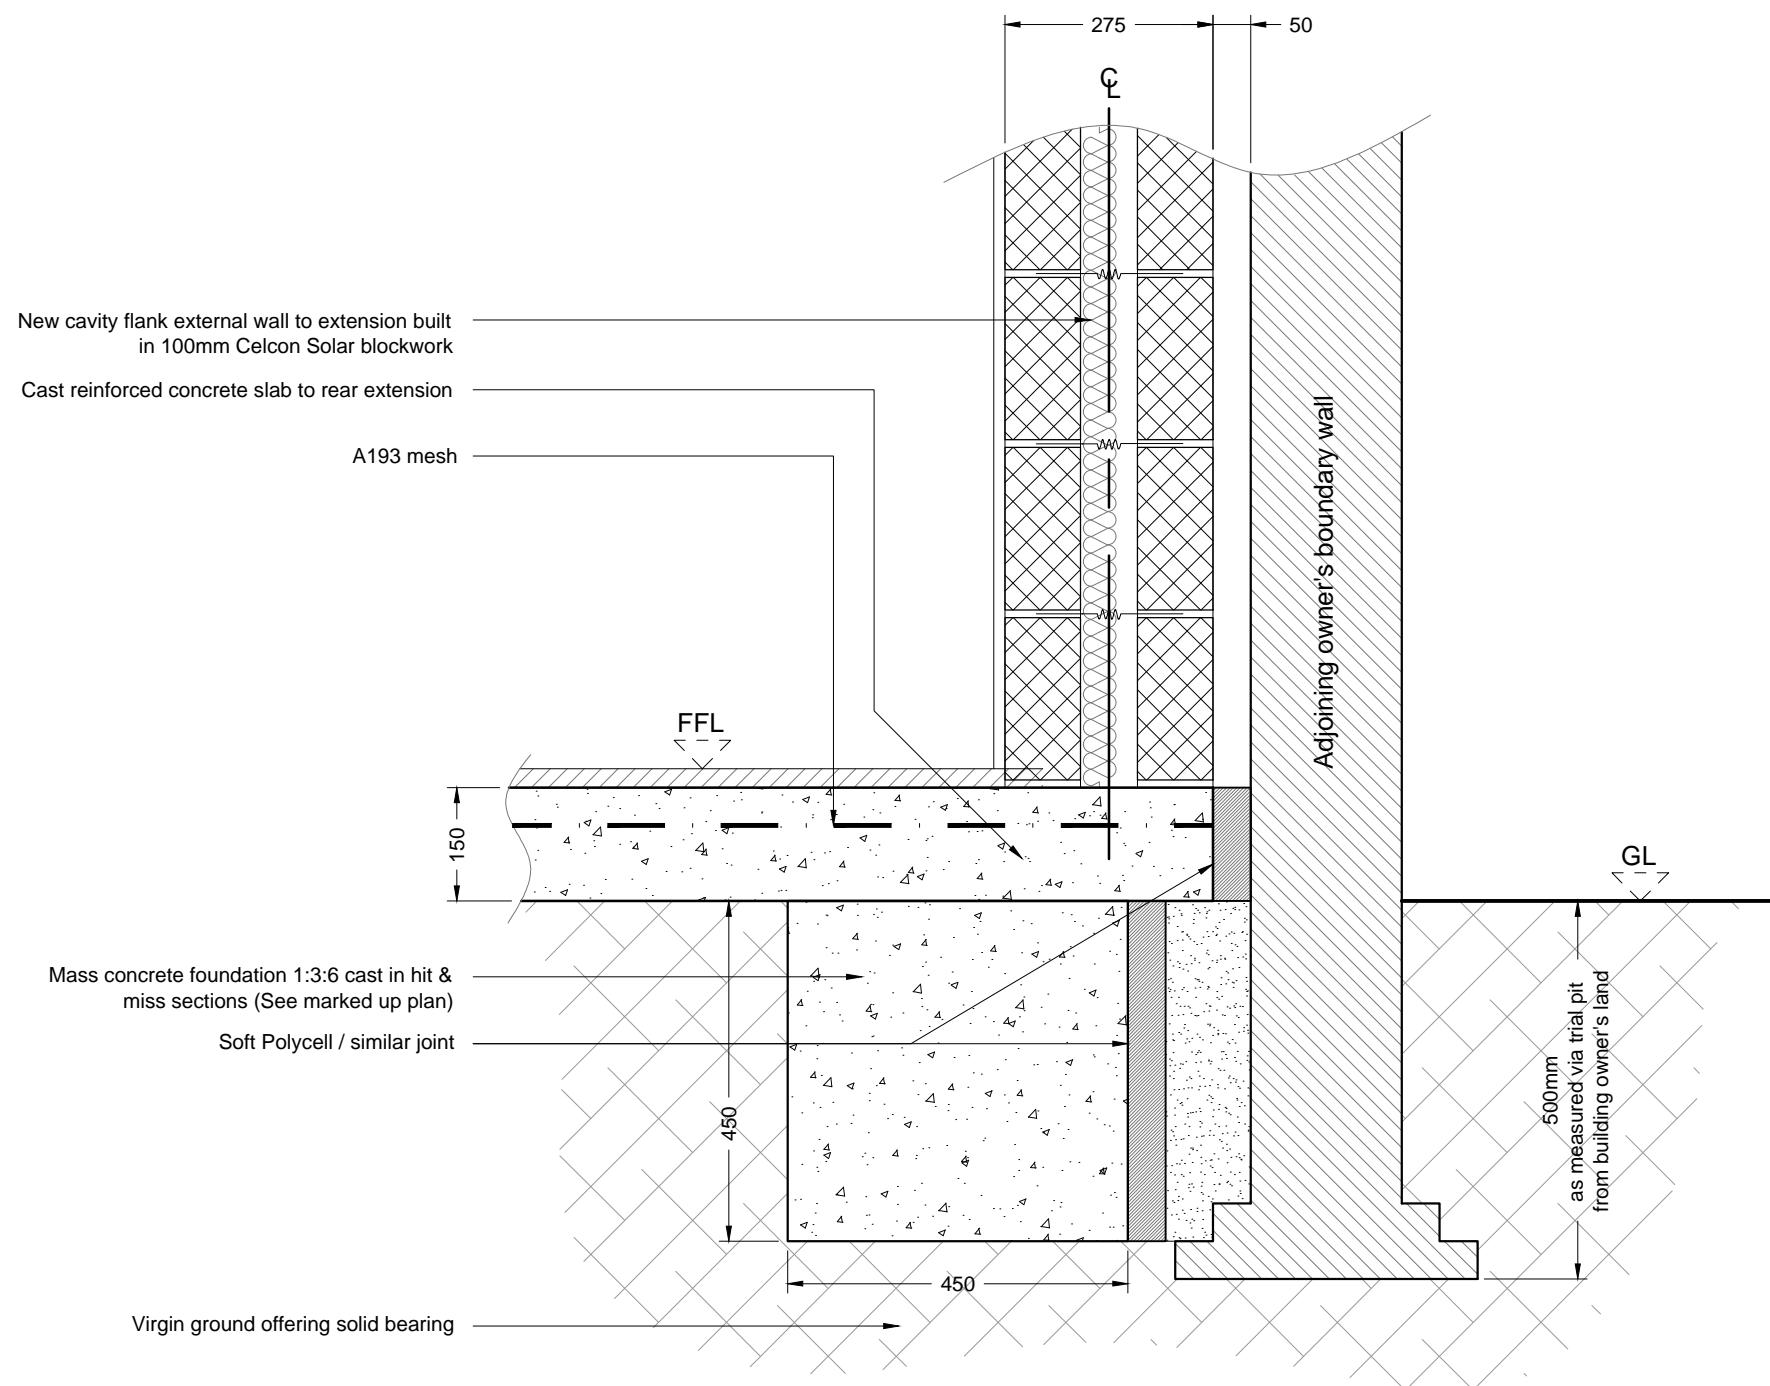 275
50
CL
New cavity flank external wall to extension built
in 100mm Celcon Solar blockwork
Cast reinforced concrete slab to rear extension
A193 mesh
Adjoining owner's boundary wall
FFL
150
GL
Mass concrete foundation 1:3:6 cast in hit &
miss sections (See marked up plan)
Soft Polycell / similar joint
450
500mm
as measured via trial pit
from building owner's land
450
Virgin ground offering solid bearing